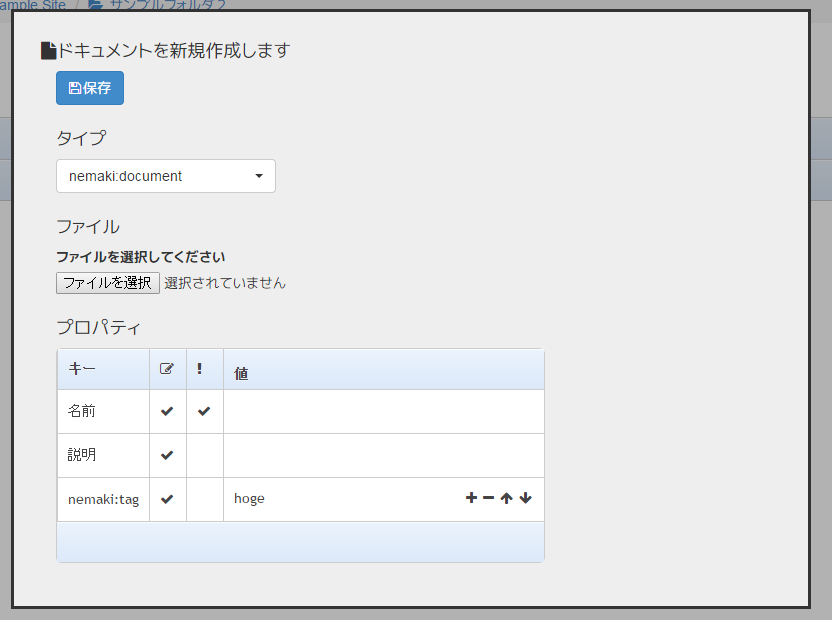 ample Site / サンプルフォルダ2
ドキュメントを新規作成します
保存
タイプ
nemaki:document
ファイル
ファイルを選択してください
ファイルを選択 選択されていません
プロパティ
キー ! 値
名前
説明
nemaki:tag hoge